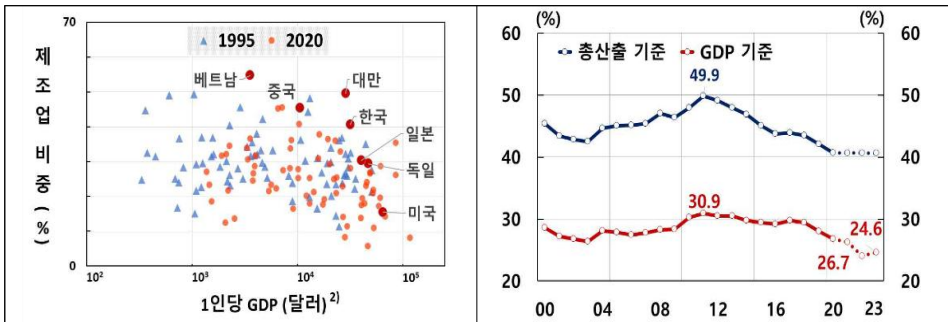 70
제조업 비중 (%)
0
1995 2020
베트남
중국
대만
한국
일본
독일
미국
10² 10³ 10⁴ 10⁵
1인당 GDP (달러)²⁾
(%) (%)
총산출 기준 GDP 기준
60 60
50 50
40 40
30 30
20 20
49.9
30.9
24.6
26.7
00 04 08 12 16 20 23